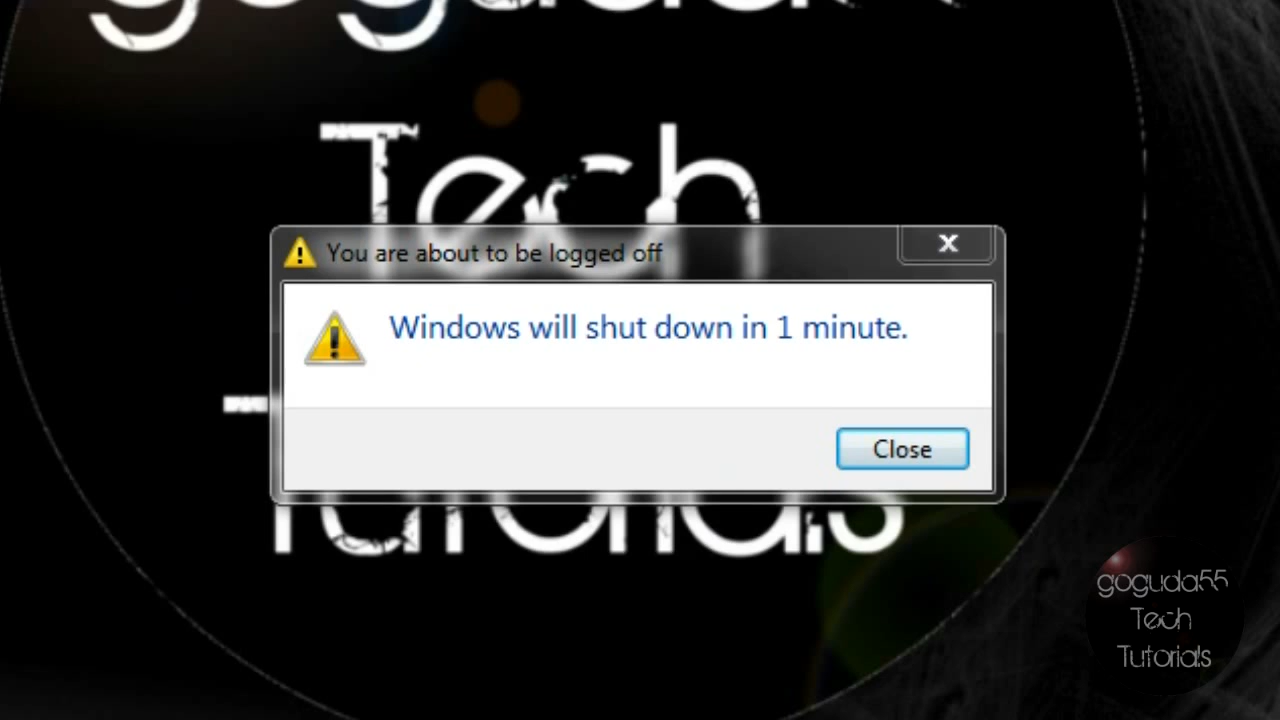 Tech
You are about to be logged off
X
Windows will shut down in 1 minute.
Close
Tutorials
goguda55
Tech
Tutorials